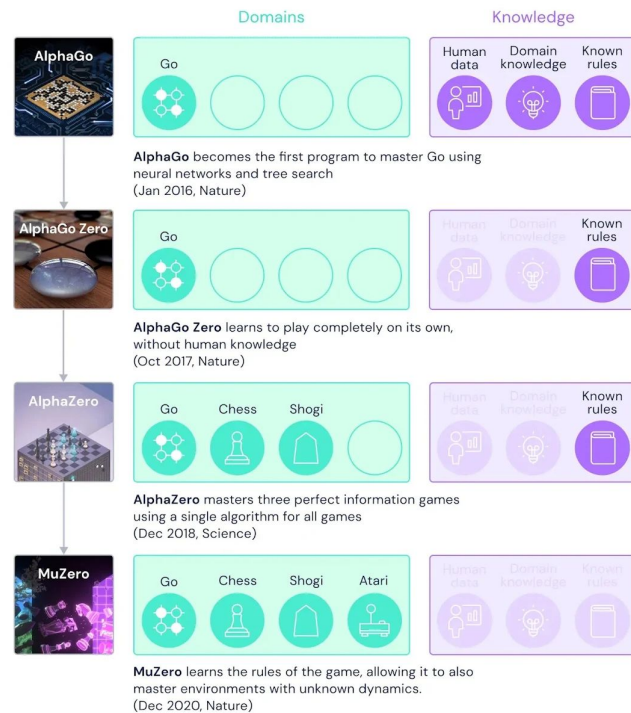 Domains
Knowledge
AlphaGo
Go
Human data
Domain knowledge
Known rules
AlphaGo becomes the first program to master Go using
neural networks and tree search
(Jan 2016, Nature)
AlphaGo Zero
Go
Human data
Domain knowledge
Known rules
AlphaGo Zero learns to play completely on its own,
without human knowledge
(Oct 2017, Nature)
AlphaZero
Go
Chess
Shogi
Human data
Domain knowledge
Known rules
AlphaZero masters three perfect information games
using a single algorithm for all games
(Dec 2018, Science)
MuZero
Go
Chess
Shogi
Atari
Human data
Domain knowledge
Known rules
MuZero learns the rules of the game, allowing it to also
master environments with unknown dynamics.
(Dec 2020, Nature)